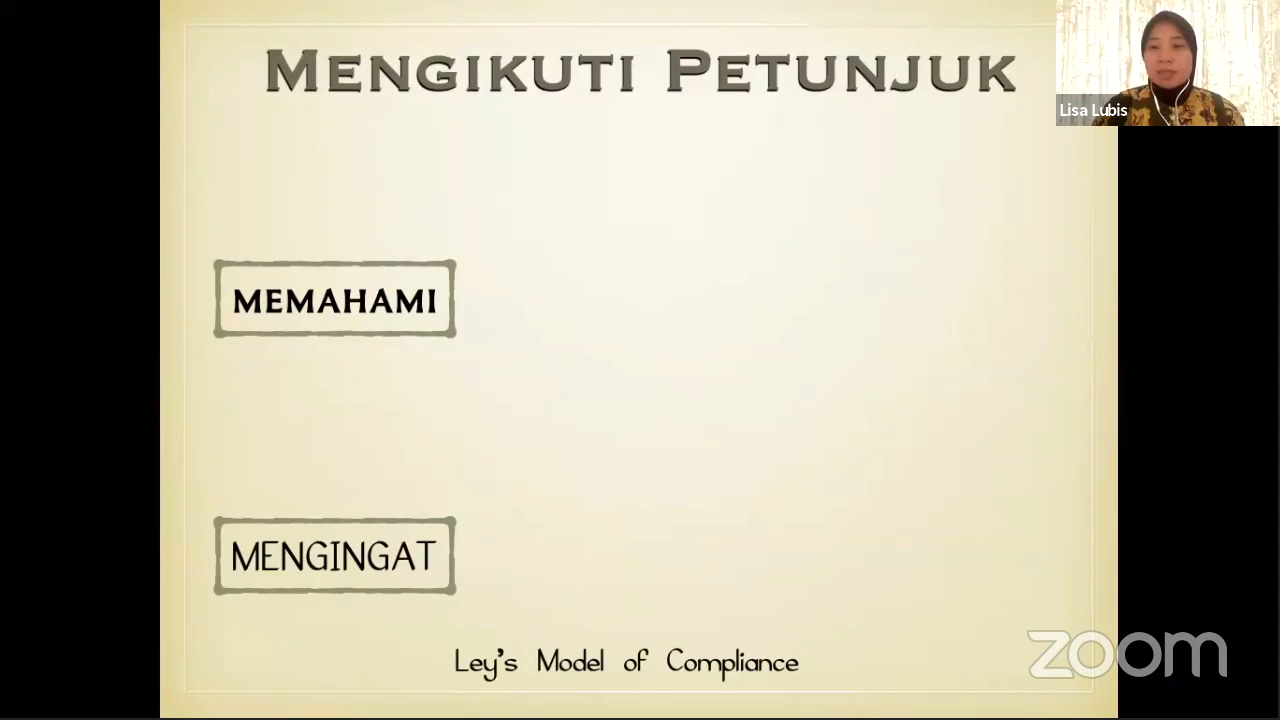 MENGIKUTI PETUNJUK
Lisa Lubis
MEMAHAMI
MENGINGAT
Ley's Model of Compliance
zoom